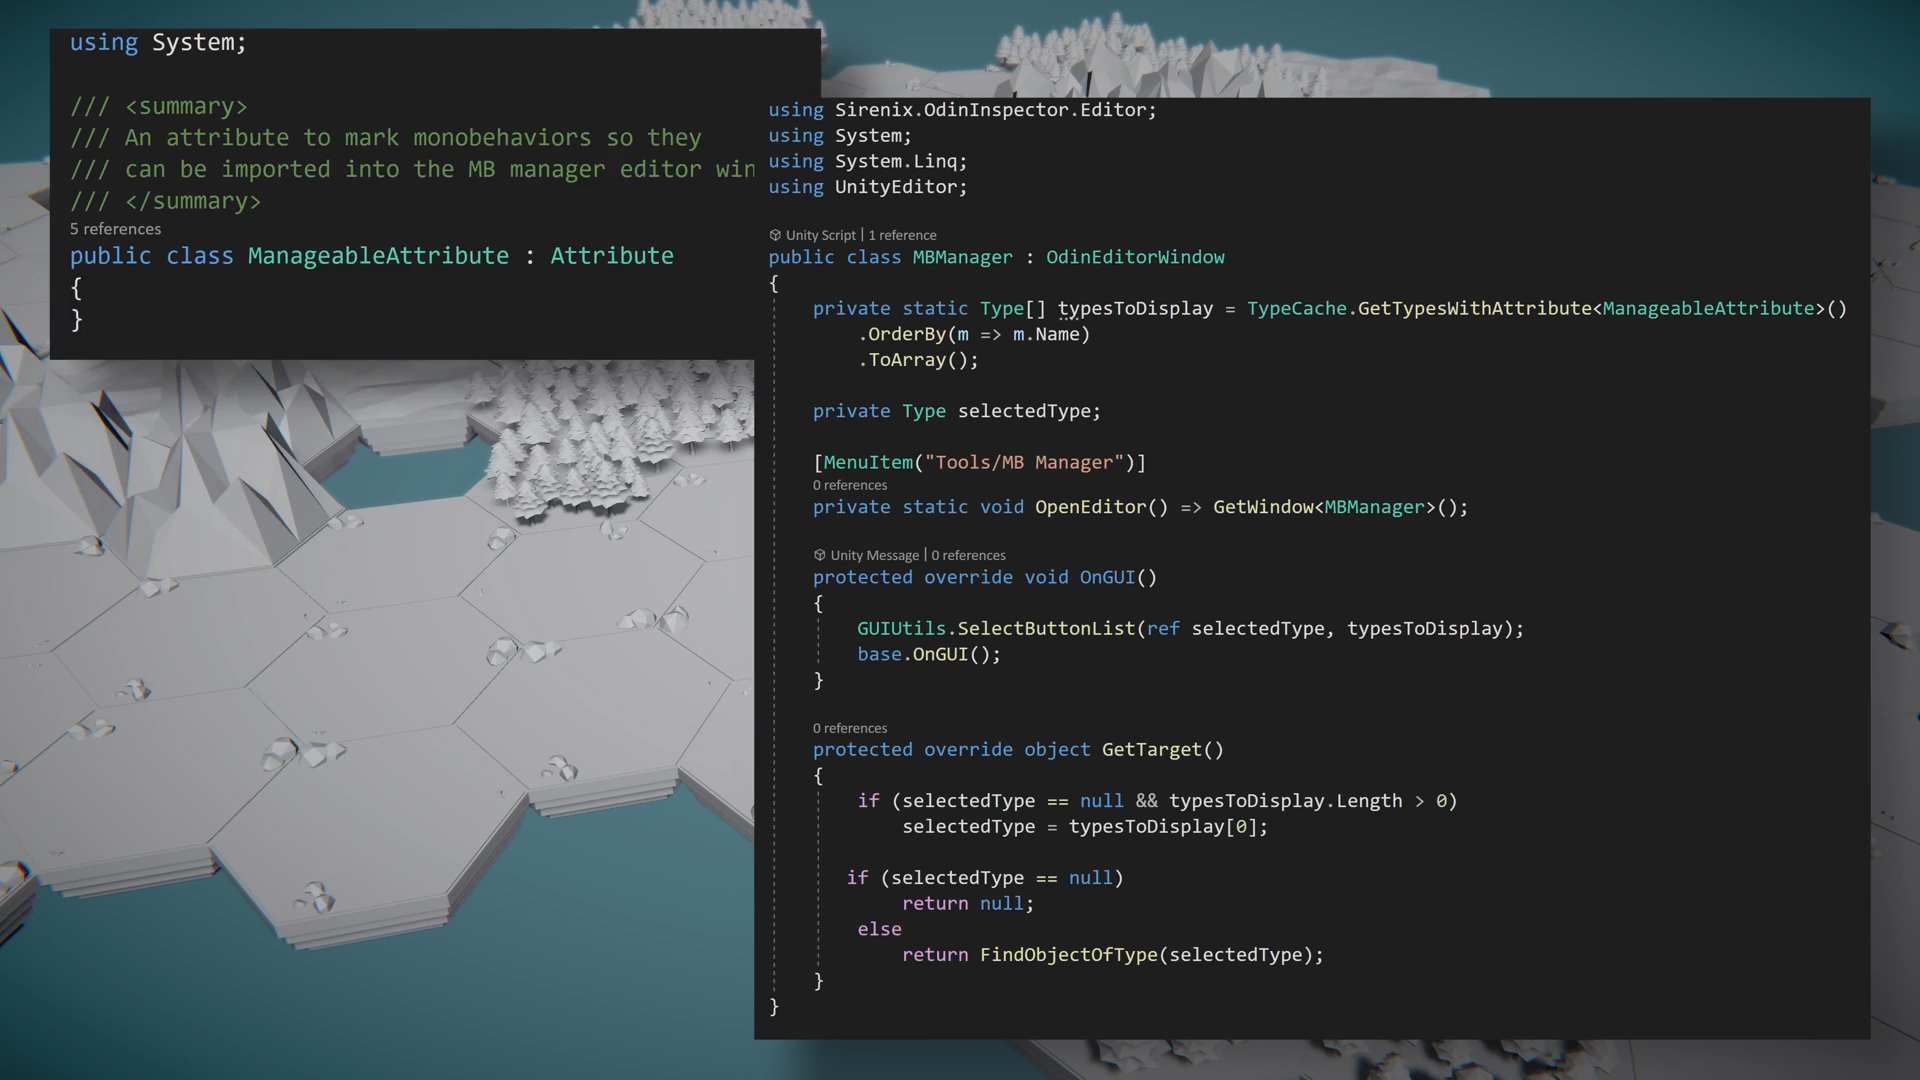 using System;
/// <summary>
/// An attribute to mark monobehaviors so they
/// can be imported into the MB manager editor win
/// </summary>
5 references
public class ManageableAttribute : Attribute
{
}
using Sirenix.OdinInspector.Editor;
using System;
using System.Linq;
using UnityEditor;
Unity Script | 1 reference
public class MBManager : OdinEditorWindow
{
private static Type[] typesToDisplay = TypeCache.GetTypesWithAttribute<ManageableAttribute>()
.OrderBy(m => m.Name)
.ToArray();
private Type selectedType;
[MenuItem("Tools/MB Manager")]
0 references
private static void OpenEditor() => GetWindow<MBManager>();
Unity Message | 0 references
protected override void OnGUI()
{
GUIUtils.SelectButtonList(ref selectedType, typesToDisplay);
base.OnGUI();
}
0 references
protected override object GetTarget()
{
if (selectedType == null && typesToDisplay.Length > 0)
selectedType = typesToDisplay[0];
if (selectedType == null)
return null;
else
return FindObjectOfType(selectedType);
}
}